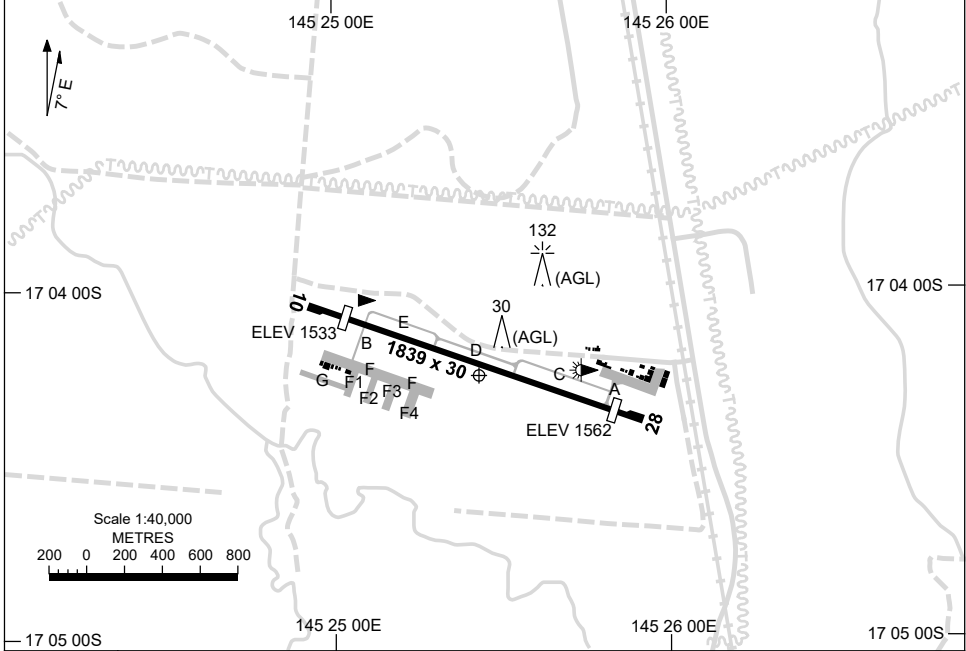 145 25 00E
145 26 00E
7° E
132
(AGL)
17 04 00S
17 04 00S
30
(AGL)
10
ELEV 1533
E
B
D
1839 x 30
C
A
F
G
F1
F
F2
F3
F4
28
ELEV 1562
Scale 1:40,000
METRES
200 0 200 400 600 800
145 25 00E
145 26 00E
17 05 00S
17 05 00S
T
T
T
T
T
T
T
T
T
T
T
T